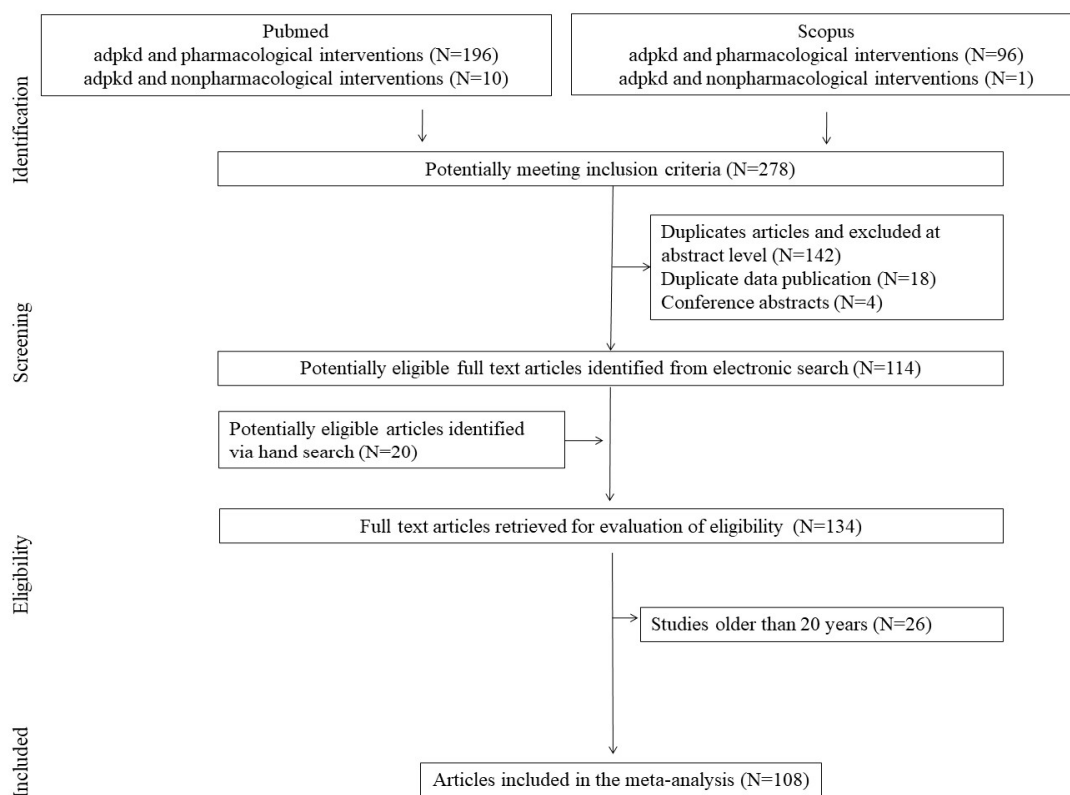 Pubmed
adpkd and pharmacological interventions (N=196)
adpkd and nonpharmacological interventions (N=10)
Scopus
adpkd and pharmacological interventions (N=96)
adpkd and nonpharmacological interventions (N=1)
Identification
Potentially meeting inclusion criteria (N=278)
Duplicates articles and excluded at
abstract level (N=142)
Duplicate data publication (N=18)
Conference abstracts (N=4)
Screening
Potentially eligible full text articles identified from electronic search (N=114)
Potentially eligible articles identified
via hand search (N=20)
Full text articles retrieved for evaluation of eligibility (N=134)
Eligibility
Studies older than 20 years (N=26)
Included
Articles included in the meta-analysis (N=108)